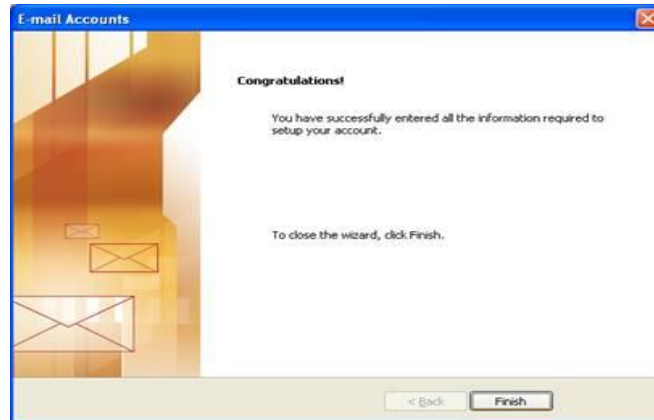 E-mail Accounts
Congratulations!
You have successfully entered all the information required to
setup your account.
To close the wizard, click Finish.
< Back
Finish